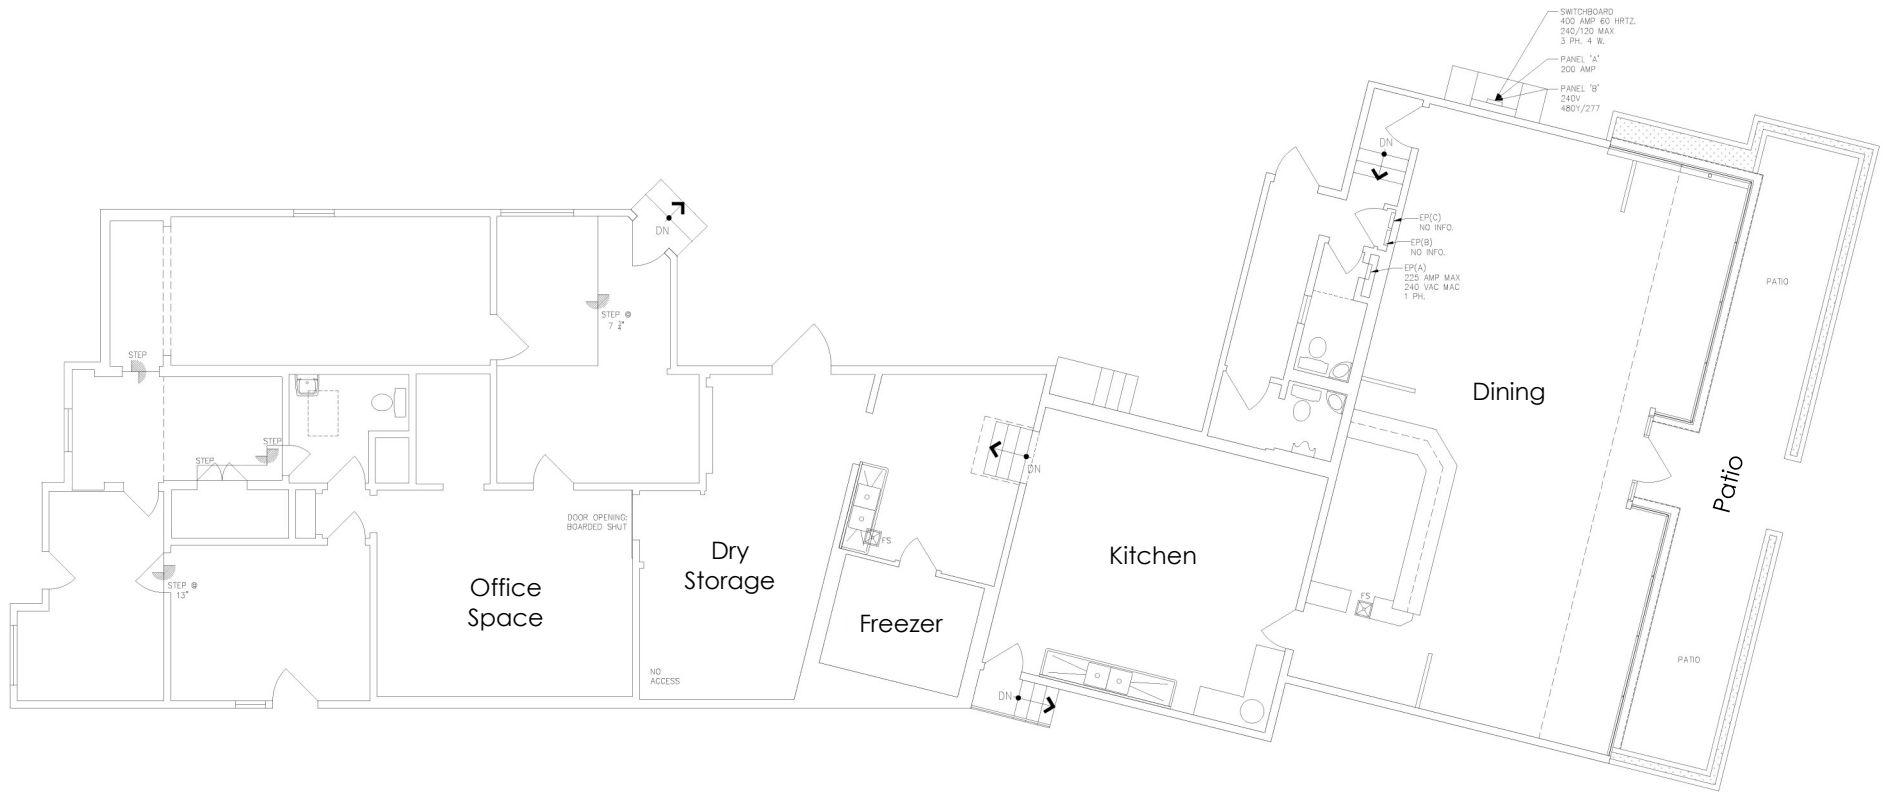 SWITCHBOARD
400 AMP 60 HRTZ.
240/120 MAX
3 PH. 4 W.
PANEL 'A'
200 AMP
PANEL 'B'
240V
480Y/277
DN
EP(C)
NO INFO.
EP(B)
NO INFO.
EP(A)
225 AMP MAX
240 VAC MAC
1 PH.
DN
STEP @
7 3/4"
STEP
STEP
STEP
STEP @
13"
DOOR OPENING:
BOARDED SHUT
Office
Space
Dry
Storage
NO
ACCESS
FS
DN
Freezer
DN
Kitchen
FS
Dining
PATIO
Patio
PATIO